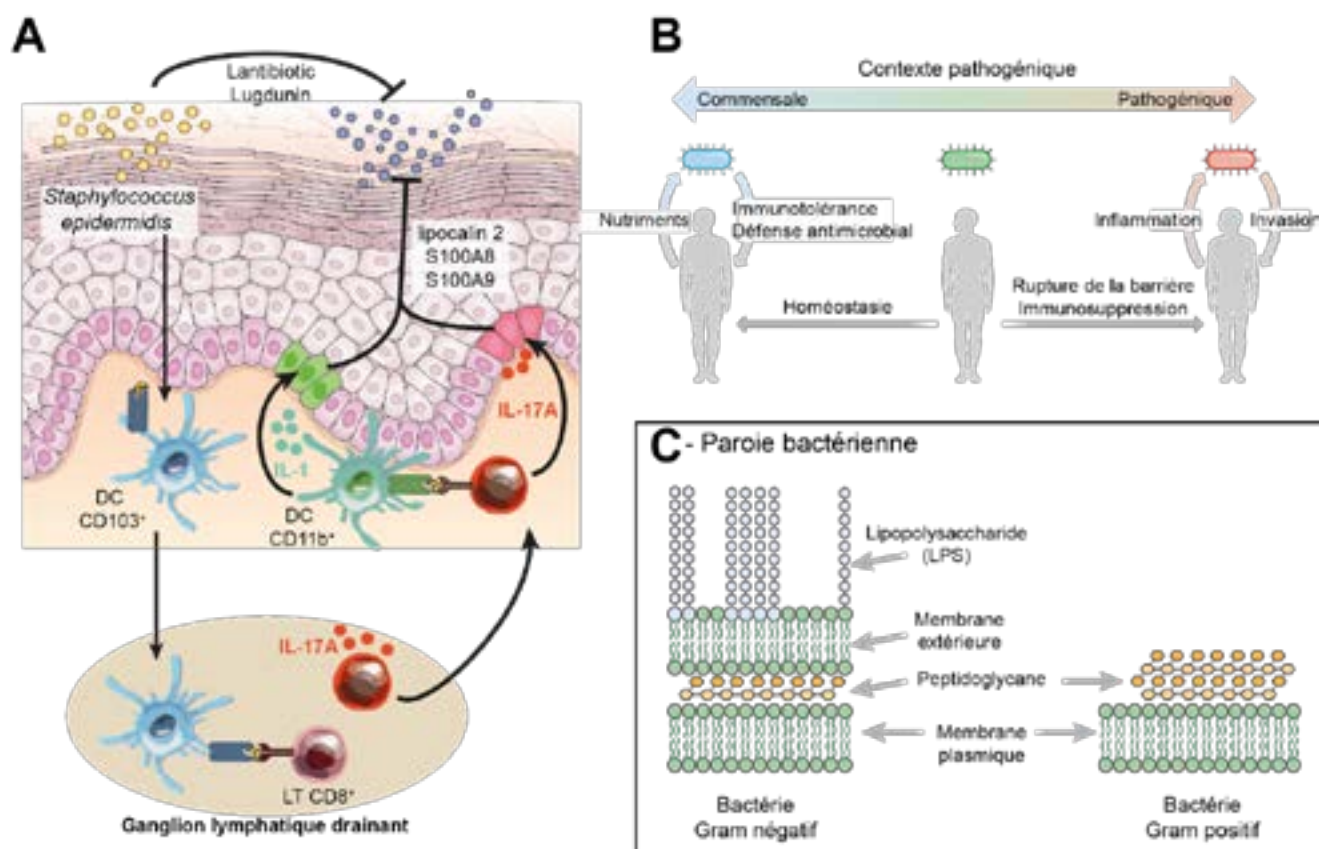 A
Lantibiotic
Lugdunin
Staphylococcus
epidermidis
lipocalin 2
S100A8
S100A9
IL-17A
IL-1
DC
CD103⁺
DC
CD11b⁺
IL-17A
LT CD8⁺
Ganglion lymphatique drainant
B
Contexte pathogénique
Commensale
Pathogénique
Nutriments
Immunotolérance
Défense antimicrobial
Inflammation
Invasion
Homéostasie
Rupture de la barrière
Immunosuppression
C - Paroie bactérienne
Lipopolysaccharide
(LPS)
Membrane
extérieure
Peptidoglycane
Membrane
plasmique
Bactérie
Gram négatif
Bactérie
Gram positif